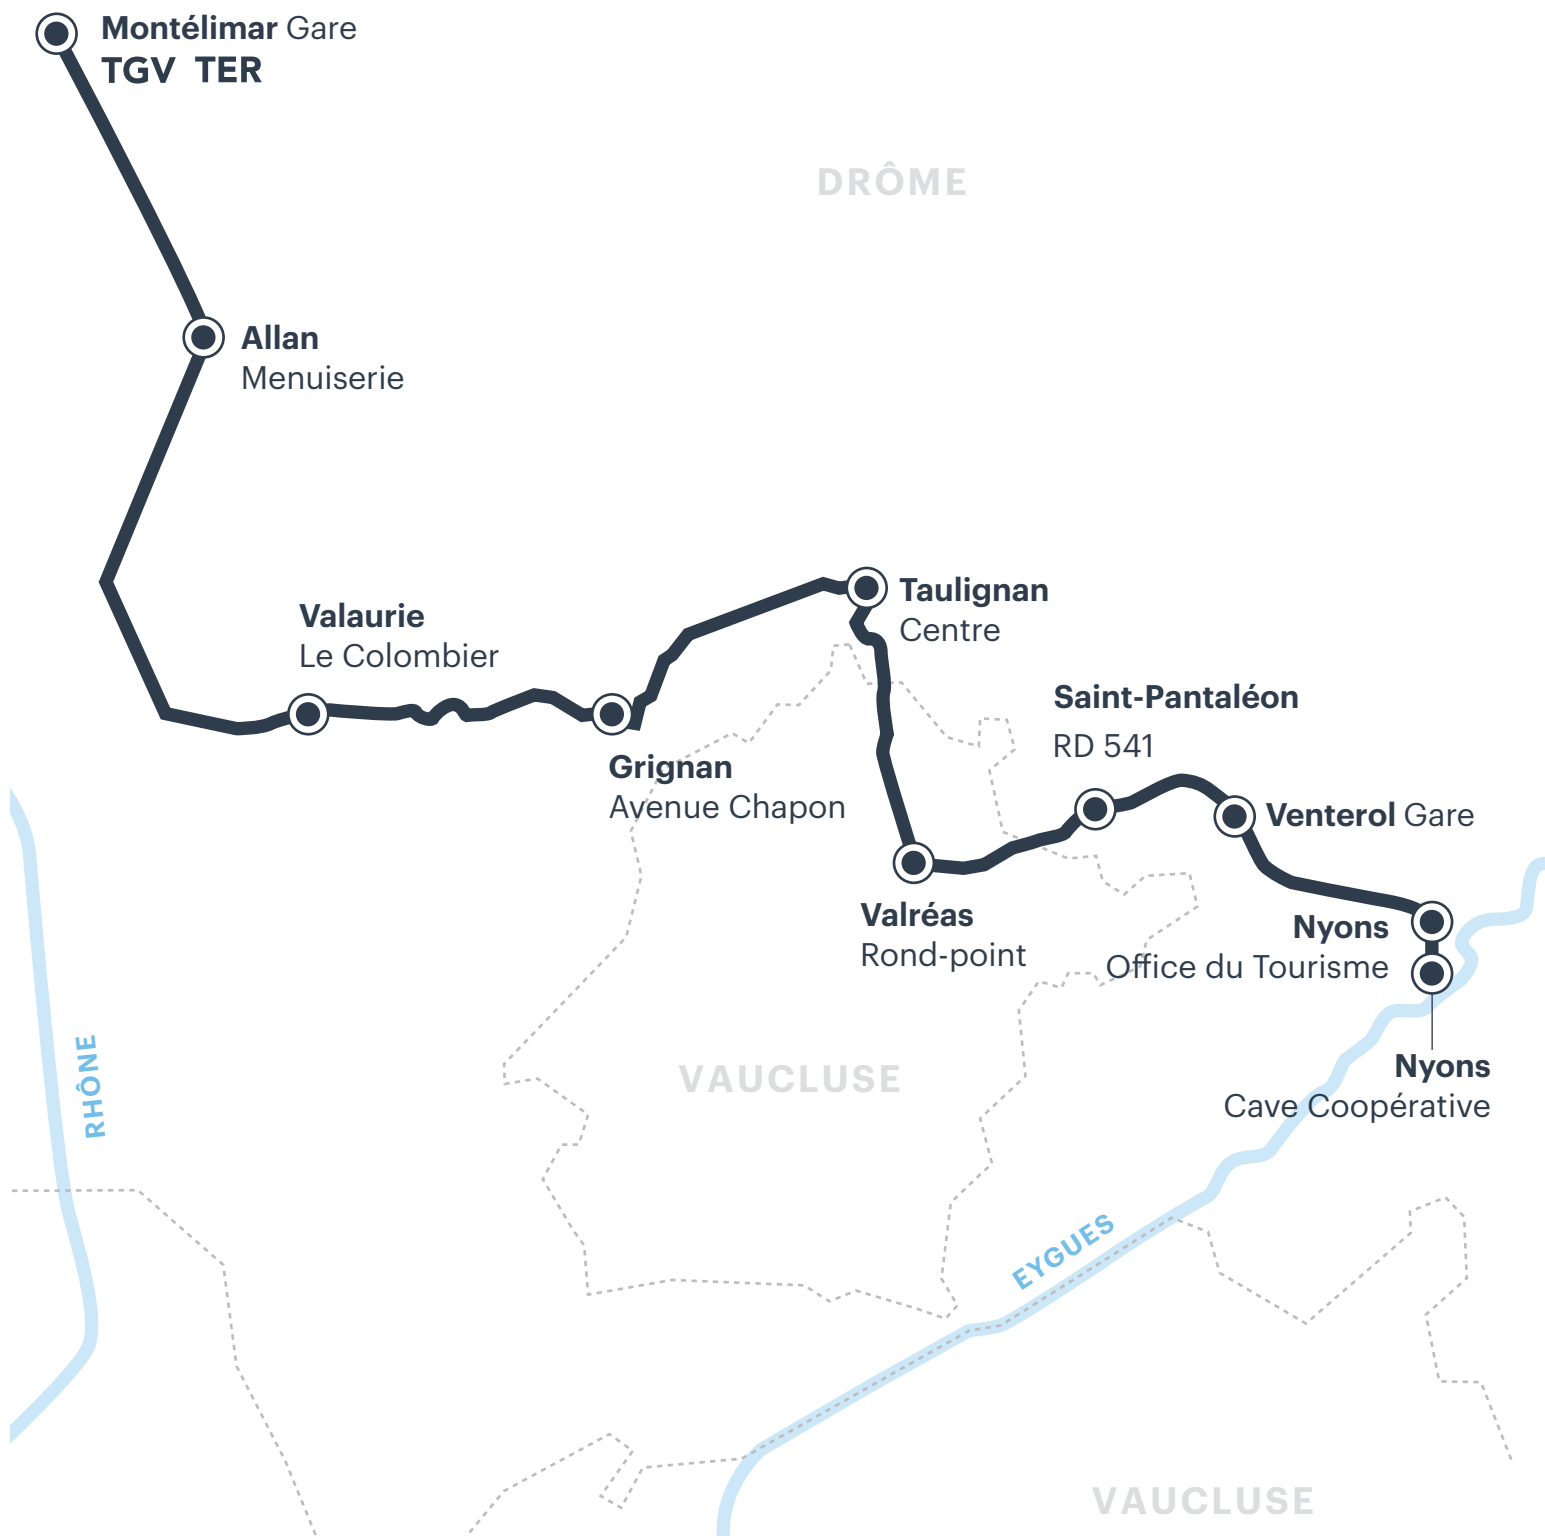 Montélimar Gare
TGV TER
DRÔME
Allan
Menuiserie
Valaurie
Le Colombier
Taulignan
Centre
Saint-Pantaléon
RD 541
Grignan
Avenue Chapon
Venterol Gare
Valréas
Rond-point
Nyons
Office du Tourisme
Nyons
Cave Coopérative
RHÔNE
VAUCLUSE
EYGUES
VAUCLUSE